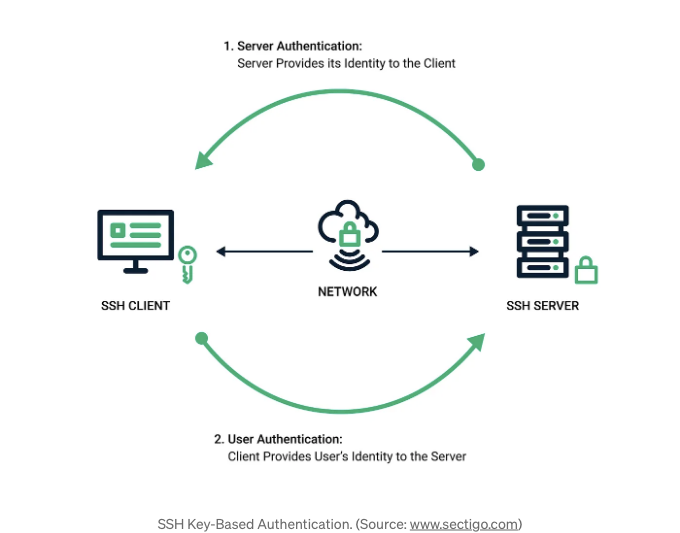 1. Server Authentication:
Server Provides its Identity to the Client
SSH CLIENT
NETWORK
SSH SERVER
2. User Authentication:
Client Provides User's Identity to the Server
SSH Key-Based Authentication. (Source: www.sectigo.com)